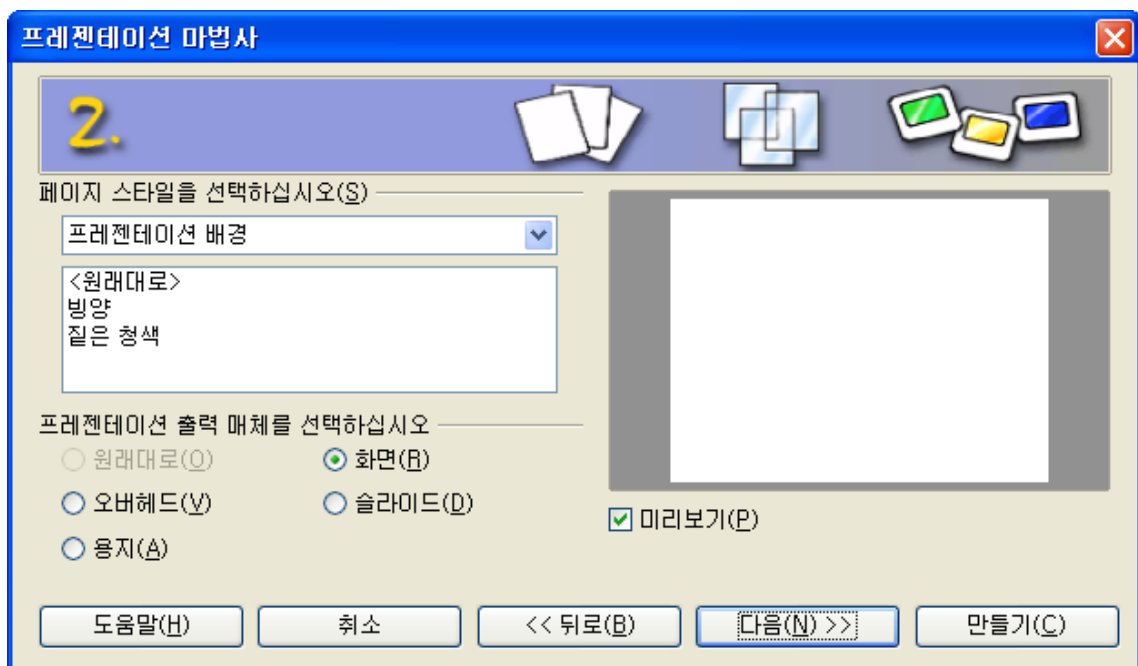 프레젠테이션 마법사
2.
페이지 스타일을 선택하십시오(S)
프레젠테이션 배경
<원래대로>
빙양
짙은 청색
프레젠테이션 출력 매체를 선택하십시오
원래대로(O)
화면(R)
오버헤드(V)
슬라이드(D)
용지(A)
미리보기(P)
도움말(H)
취소
<< 뒤로(B)
다음(N) >>
만들기(C)